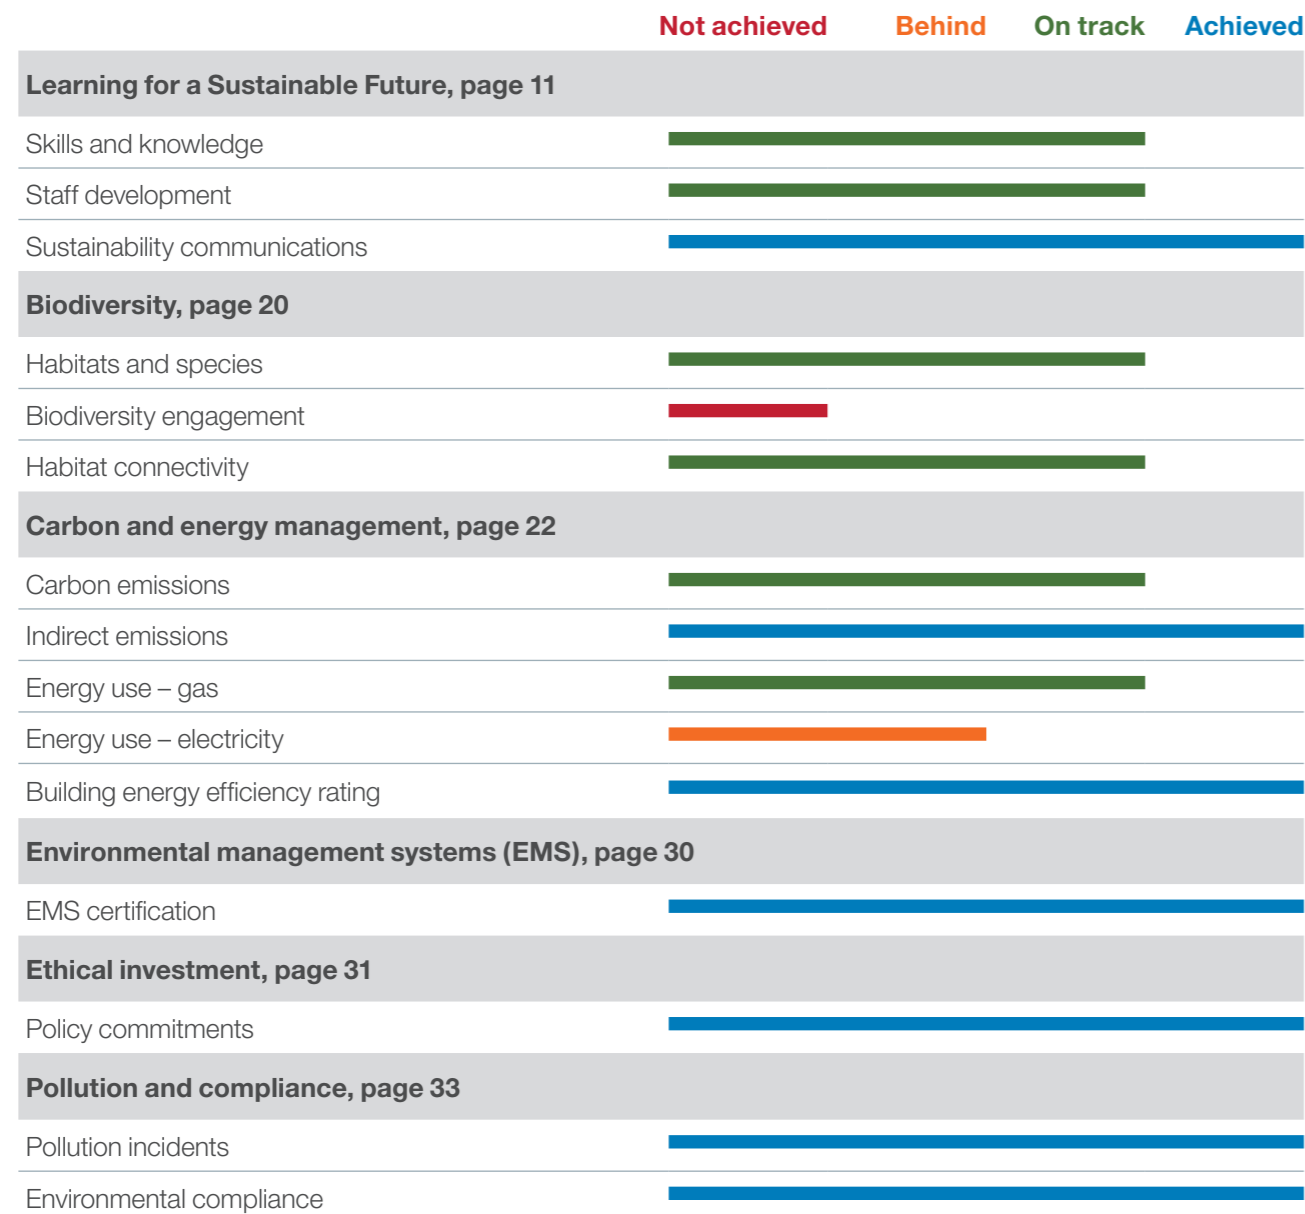 Not achieved Behind On track Achieved
Learning for a Sustainable Future, page 11
Skills and knowledge
Staff development
Sustainability communications
Biodiversity, page 20
Habitats and species
Biodiversity engagement
Habitat connectivity
Carbon and energy management, page 22
Carbon emissions
Indirect emissions
Energy use – gas
Energy use – electricity
Building energy efficiency rating
Environmental management systems (EMS), page 30
EMS certification
Ethical investment, page 31
Policy commitments
Pollution and compliance, page 33
Pollution incidents
Environmental compliance